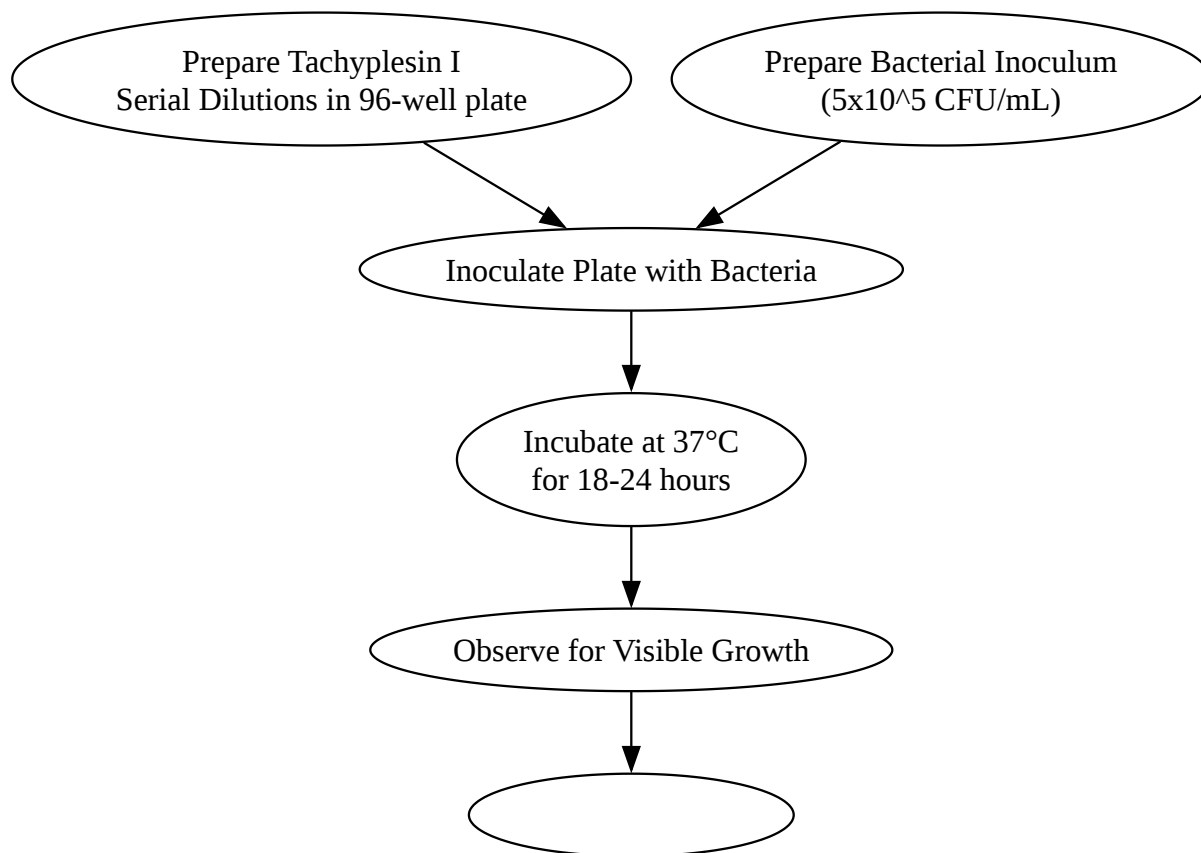 Prepare Tachyplesin I
Serial Dilutions in 96-well plate
Prepare Bacterial Inoculum
(5x10^5 CFU/mL)
Inoculate Plate with Bacteria
Incubate at 37°C
for 18-24 hours
Observe for Visible Growth